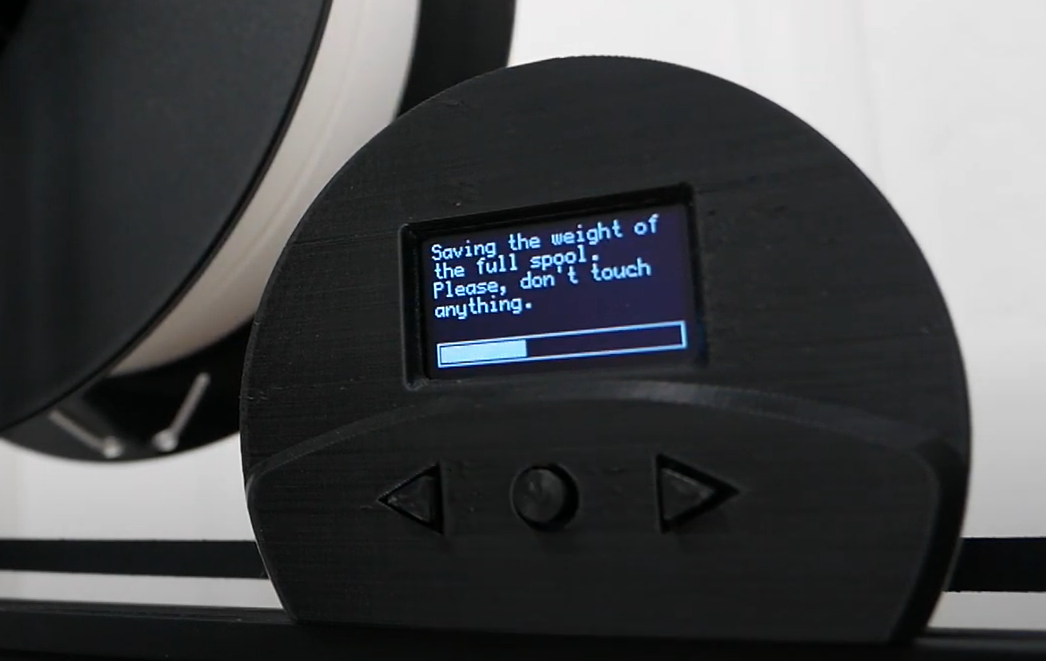 Saving the weight of
the full spool.
Please, don't touch
anything.